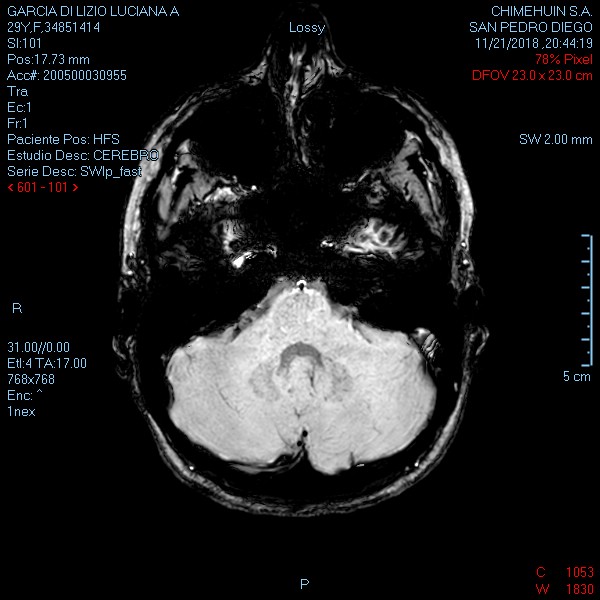 GARCIA DI LIZIO LUCIANA A
29Y,F,34851414
Sl:101
Pos:17.73 mm
Acc#: 200500030955
Tra
Ec:1
Fr:1
Paciente Pos: HFS
Estudio Desc: CEREBRO
Serie Desc: SWIp_fast
< 601 - 101 >
Lossy
CHIMEHUIN S.A.
SAN PEDRO DIEGO
11/21/2018 ,20:44:19
78% Pixel
DFOV 23.0 x 23.0 cm
SW 2.00 mm
R
31.00//0.00
Etl:4 TA:17.00
768x768
Enc: ^
1nex
5 cm
P
C 1053
W 1830